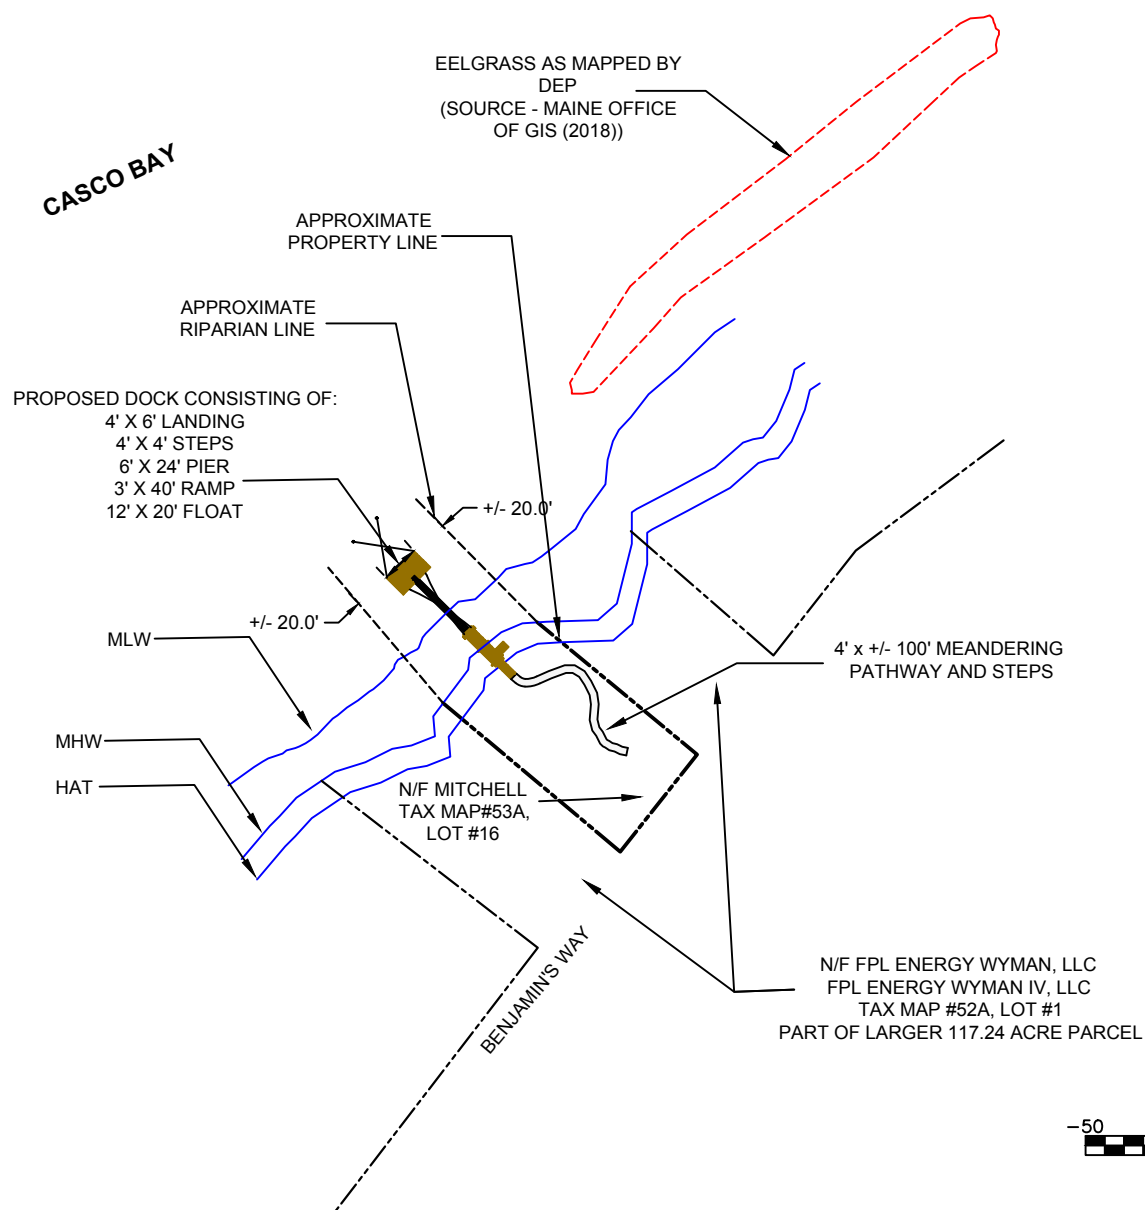 EELGRASS AS MAPPED BY
DEP
(SOURCE - MAINE OFFICE
OF GIS (2018))
CASCO BAY
APPROXIMATE
PROPERTY LINE
APPROXIMATE
RIPARIAN LINE
PROPOSED DOCK CONSISTING OF:
4' X 6' LANDING
4' X 4' STEPS
6' X 24' PIER
3' X 40' RAMP
12' X 20' FLOAT
+/- 20.0'
+/- 20.0'
MLW
4' x +/- 100' MEANDERING
PATHWAY AND STEPS
MHW
HAT
N/F MITCHELL
TAX MAP#53A,
LOT #16
BENJAMIN'S WAY
N/F FPL ENERGY WYMAN, LLC
FPL ENERGY WYMAN IV, LLC
TAX MAP #52A, LOT #1
PART OF LARGER 117.24 ACRE PARCEL
-50